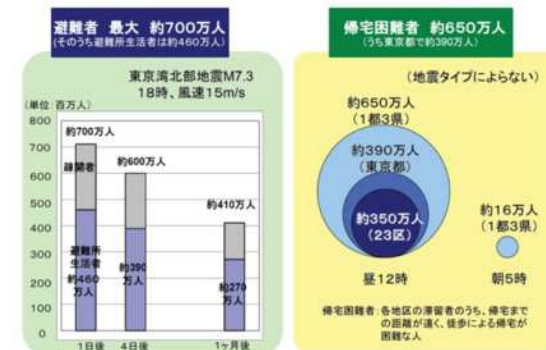 避難者 最大 約700万人
(そのうち避難所生活者は約460万人)
東京湾北部地震M7.3
18時、風速15m/s
(単位:百万人)
800
700
600
500
400
300
200
100
0
約700万人
疎開者
避難所
生活者
約460
万人
約600万人
約390
万人
約410万人
約270
万人
1日後
4日後
1ヶ月後
帰宅困難者 約650万人
(うち東京都で約390万人)
(地震タイプによらない)
約650万人
(1都3県)
約390万人
(東京都)
約350万人
(23区)
昼12時
約16万人
(1都3県)
朝5時
帰宅困難者:各地区の滞留者のうち、帰宅まで
の距離が遠く、徒歩による帰宅が
困難な人